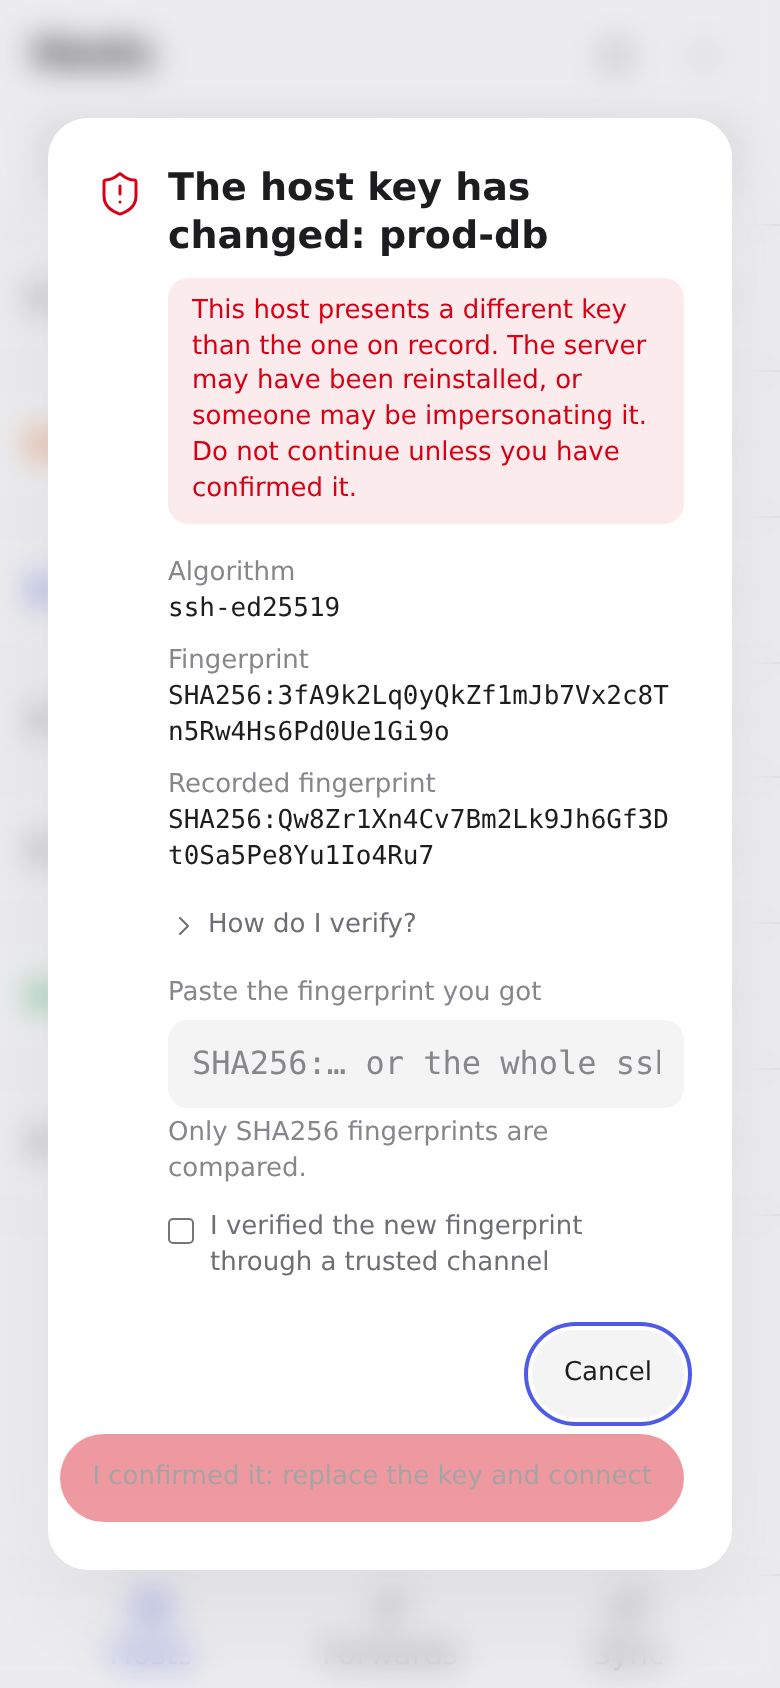 The host key has
changed: prod-db
This host presents a different key
than the one on record. The server
may have been reinstalled, or
someone may be impersonating it.
Do not continue unless you have
confirmed it.
Algorithm
ssh-ed25519
Fingerprint
SHA256:3fA9k2Lq0yQkZf1mJb7Vx2c8T
n5Rw4Hs6Pd0Ue1Gi9o
Recorded fingerprint
SHA256:Qw8Zr1Xn4Cv7Bm2Lk9Jh6Gf3D
t0Sa5Pe8Yu1Io4Ru7
How do I verify?
Paste the fingerprint you got
SHA256:… or the whole
Only SHA256 fingerprints are
compared.
I verified the new fingerprint
through a trusted channel
Cancel
I confirmed it: replace the key and connect
Hosts
Forwards
Sync